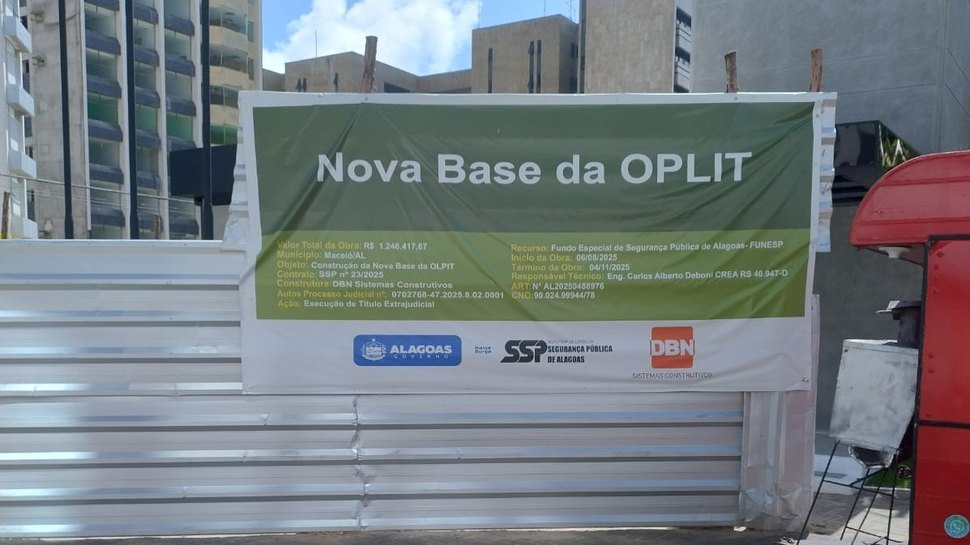 Nova Base da OPLIT
Valor Total da Obra: R$ 1.246.417,67
Município: Maceió/AL
Objeto: Construção da Nova Base da OLPIT
Contrato: SSP nº 23/2025
Construtora: DBN Sistemas Construtivos
Autos Processo Judicial nº: 0702768-47.2025.8.02.0001
Ação: Execução de Título Extrajudicial
Recurso: Fundo Especial de Segurança Pública de Alagoas- FUNESP
Início da Obra: 06/08/2025
Término da Obra: 04/11/2025
Responsável Técnico: Eng. Carlos Alberto Deboni CREA RS 40.947-D
ART: N° AL20250488976
CNO: 90.024.99944/78
ALAGOAS
GOVERNO
SSP
SEGURANÇA PÚBLICA
DE ALAGOAS
DBN
SISTEMAS CONSTRUTIVOS